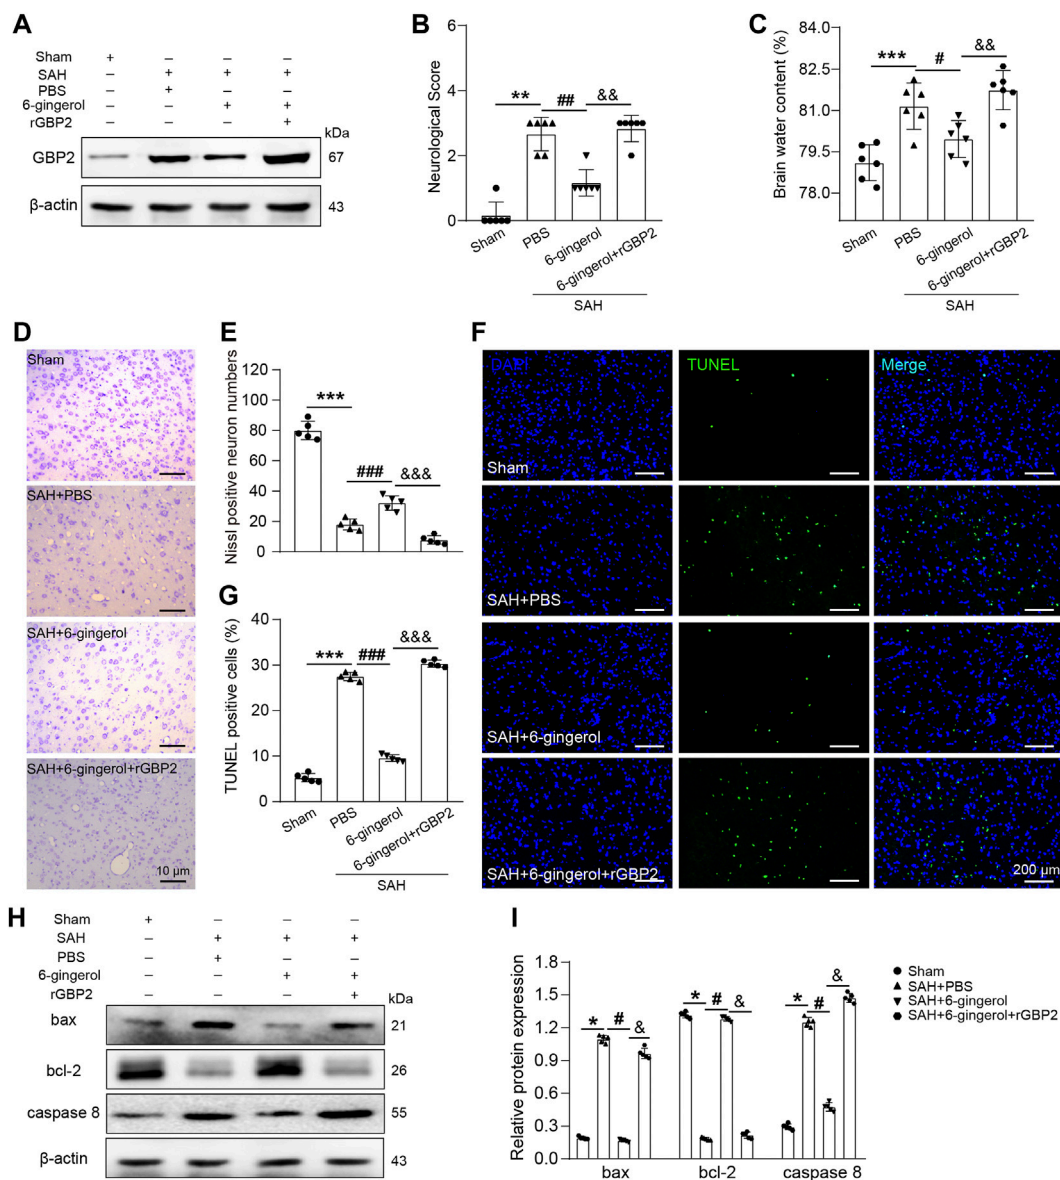 A
Sham + − − −
SAH − + + +
PBS − + − −
6-gingerol − − + +
rGBP2 − − − +
kDa
GBP2 67
β-actin 43
B
Neurological Score
6
4
2
0
** ## &&
Sham PBS 6-gingerol 6-gingerol+rGBP2
SAH
C
Brain water content (%)
82.5
81.0
79.5
78.0
*** # &&
Sham PBS 6-gingerol 6-gingerol+rGBP2
SAH
D
Sham
SAH+PBS
SAH+6-gingerol
SAH+6-gingerol+rGBP2
10 μm
E
Nissl positive neuron numbers
120
100
80
60
40
20
0
*** ### &&&
G
TUNEL positive cells (%)
40
30
20
10
0
*** ### &&&
Sham PBS 6-gingerol 6-gingerol+rGBP2
SAH
F
DAPI TUNEL Merge
Sham
SAH+PBS
SAH+6-gingerol
SAH+6-gingerol+rGBP2
200 μm
H
Sham + − − −
SAH − + + +
PBS − + − −
6-gingerol − − + +
rGBP2 − − − +
kDa
bax 21
bcl-2 26
caspase 8 55
β-actin 43
I
Relative protein expression
1.8
1.5
1.2
0.9
0.6
0.3
0.0
* # & * # & * # &
bax bcl-2 caspase 8
Sham
SAH+PBS
SAH+6-gingerol
SAH+6-gingerol+rGBP2